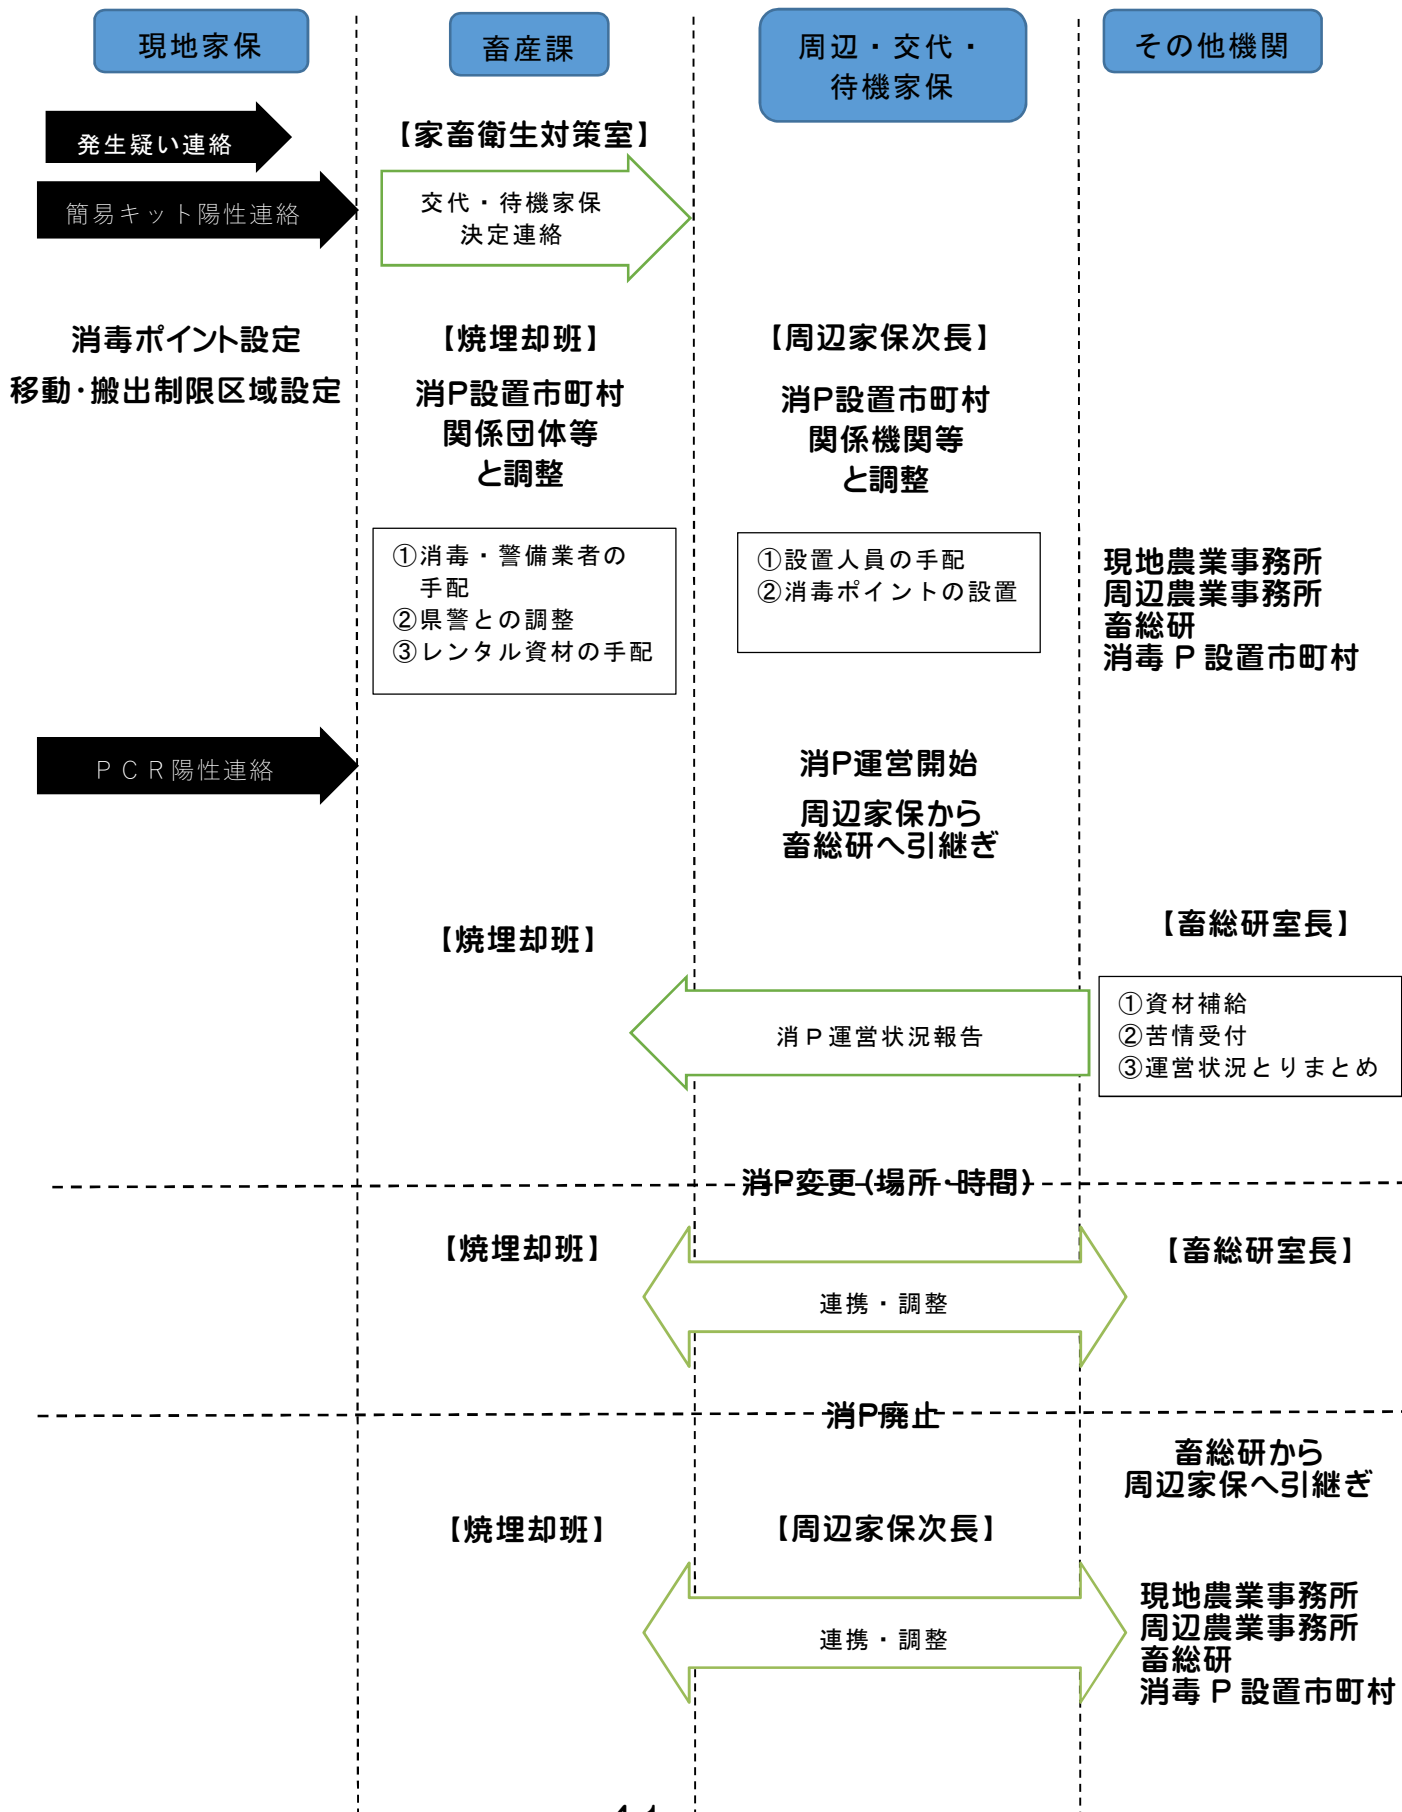 現地家保
畜産課
周辺・交代・
待機家保
その他機関
発生疑い連絡
【家畜衛生対策室】
簡易キット陽性連絡
交代・待機家保
決定連絡
消毒ポイント設定
移動・搬出制限区域設定
【焼埋却班】
消P設置市町村
関係団体等
と調整
【周辺家保次長】
消P設置市町村
関係機関等
と調整
①消毒・警備業者の
手配
②県警との調整
③レンタル資材の手配
①設置人員の手配
②消毒ポイントの設置
現地農業事務所
周辺農業事務所
畜総研
消毒P設置市町村
PCR陽性連絡
消P運営開始
周辺家保から
畜総研へ引継ぎ
【焼埋却班】
【畜総研室長】
消P運営状況報告
①資材補給
②苦情受付
③運営状況とりまとめ
消P変更(場所・時間)
【焼埋却班】
【畜総研室長】
連携・調整
消P廃止
畜総研から
周辺家保へ引継ぎ
【焼埋却班】
【周辺家保次長】
連携・調整
現地農業事務所
周辺農業事務所
畜総研
消毒P設置市町村